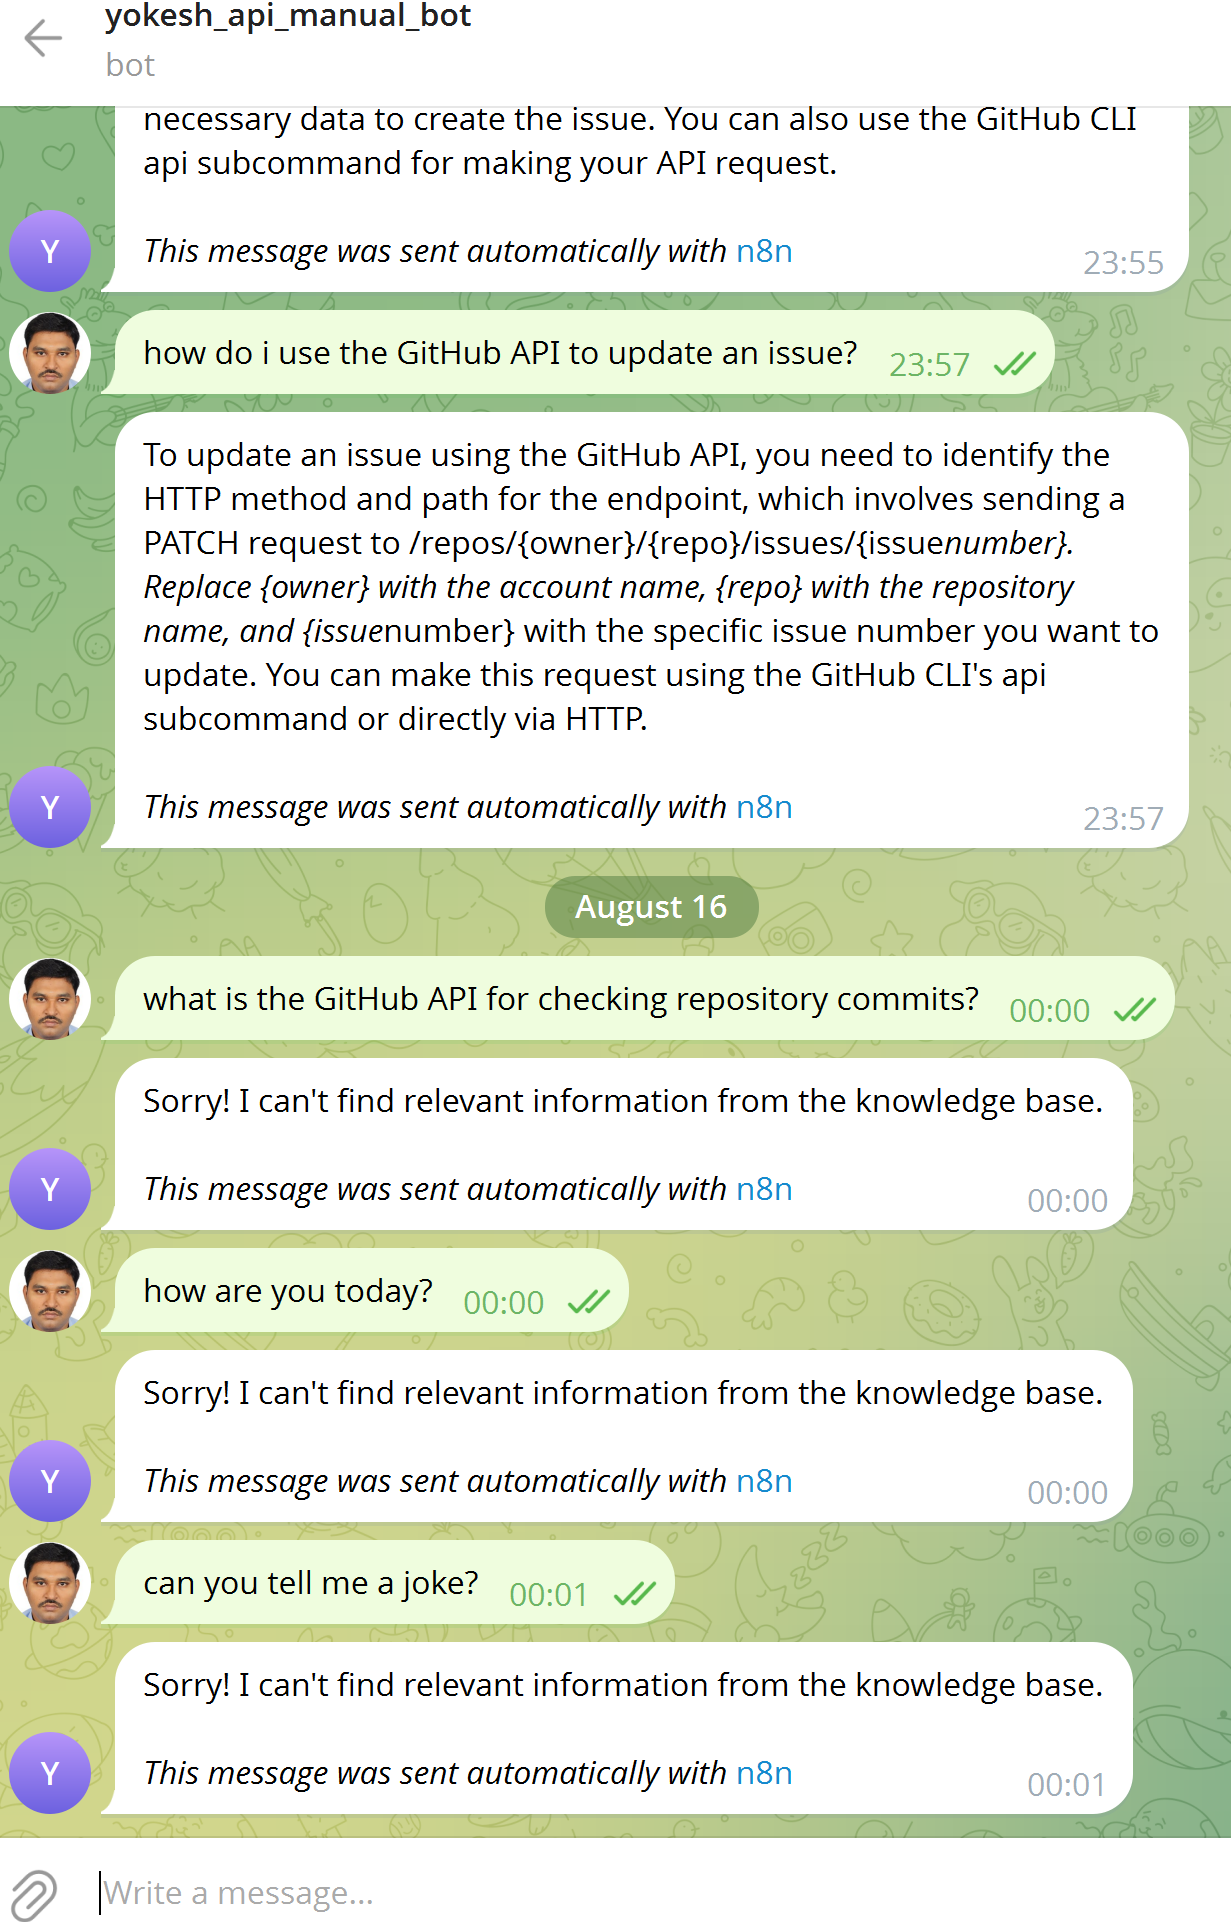 yokesh_api_manual_bot
bot
necessary data to create the issue. You can also use the GitHub CLI
api subcommand for making your API request.
This message was sent automatically with n8n
23:55
Y
how do i use the GitHub API to update an issue?
23:57
To update an issue using the GitHub API, you need to identify the
HTTP method and path for the endpoint, which involves sending a
PATCH request to /repos/{owner}/{repo}/issues/{issuenumber}.
Replace {owner} with the account name, {repo} with the repository
name, and {issuenumber} with the specific issue number you want to
update. You can make this request using the GitHub CLI's api
subcommand or directly via HTTP.
This message was sent automatically with n8n
23:57
Y
August 16
what is the GitHub API for checking repository commits?
00:00
Sorry! I can't find relevant information from the knowledge base.
This message was sent automatically with n8n
00:00
Y
how are you today?
00:00
Sorry! I can't find relevant information from the knowledge base.
This message was sent automatically with n8n
00:00
Y
can you tell me a joke?
00:01
Sorry! I can't find relevant information from the knowledge base.
This message was sent automatically with n8n
00:01
Y
Write a message...